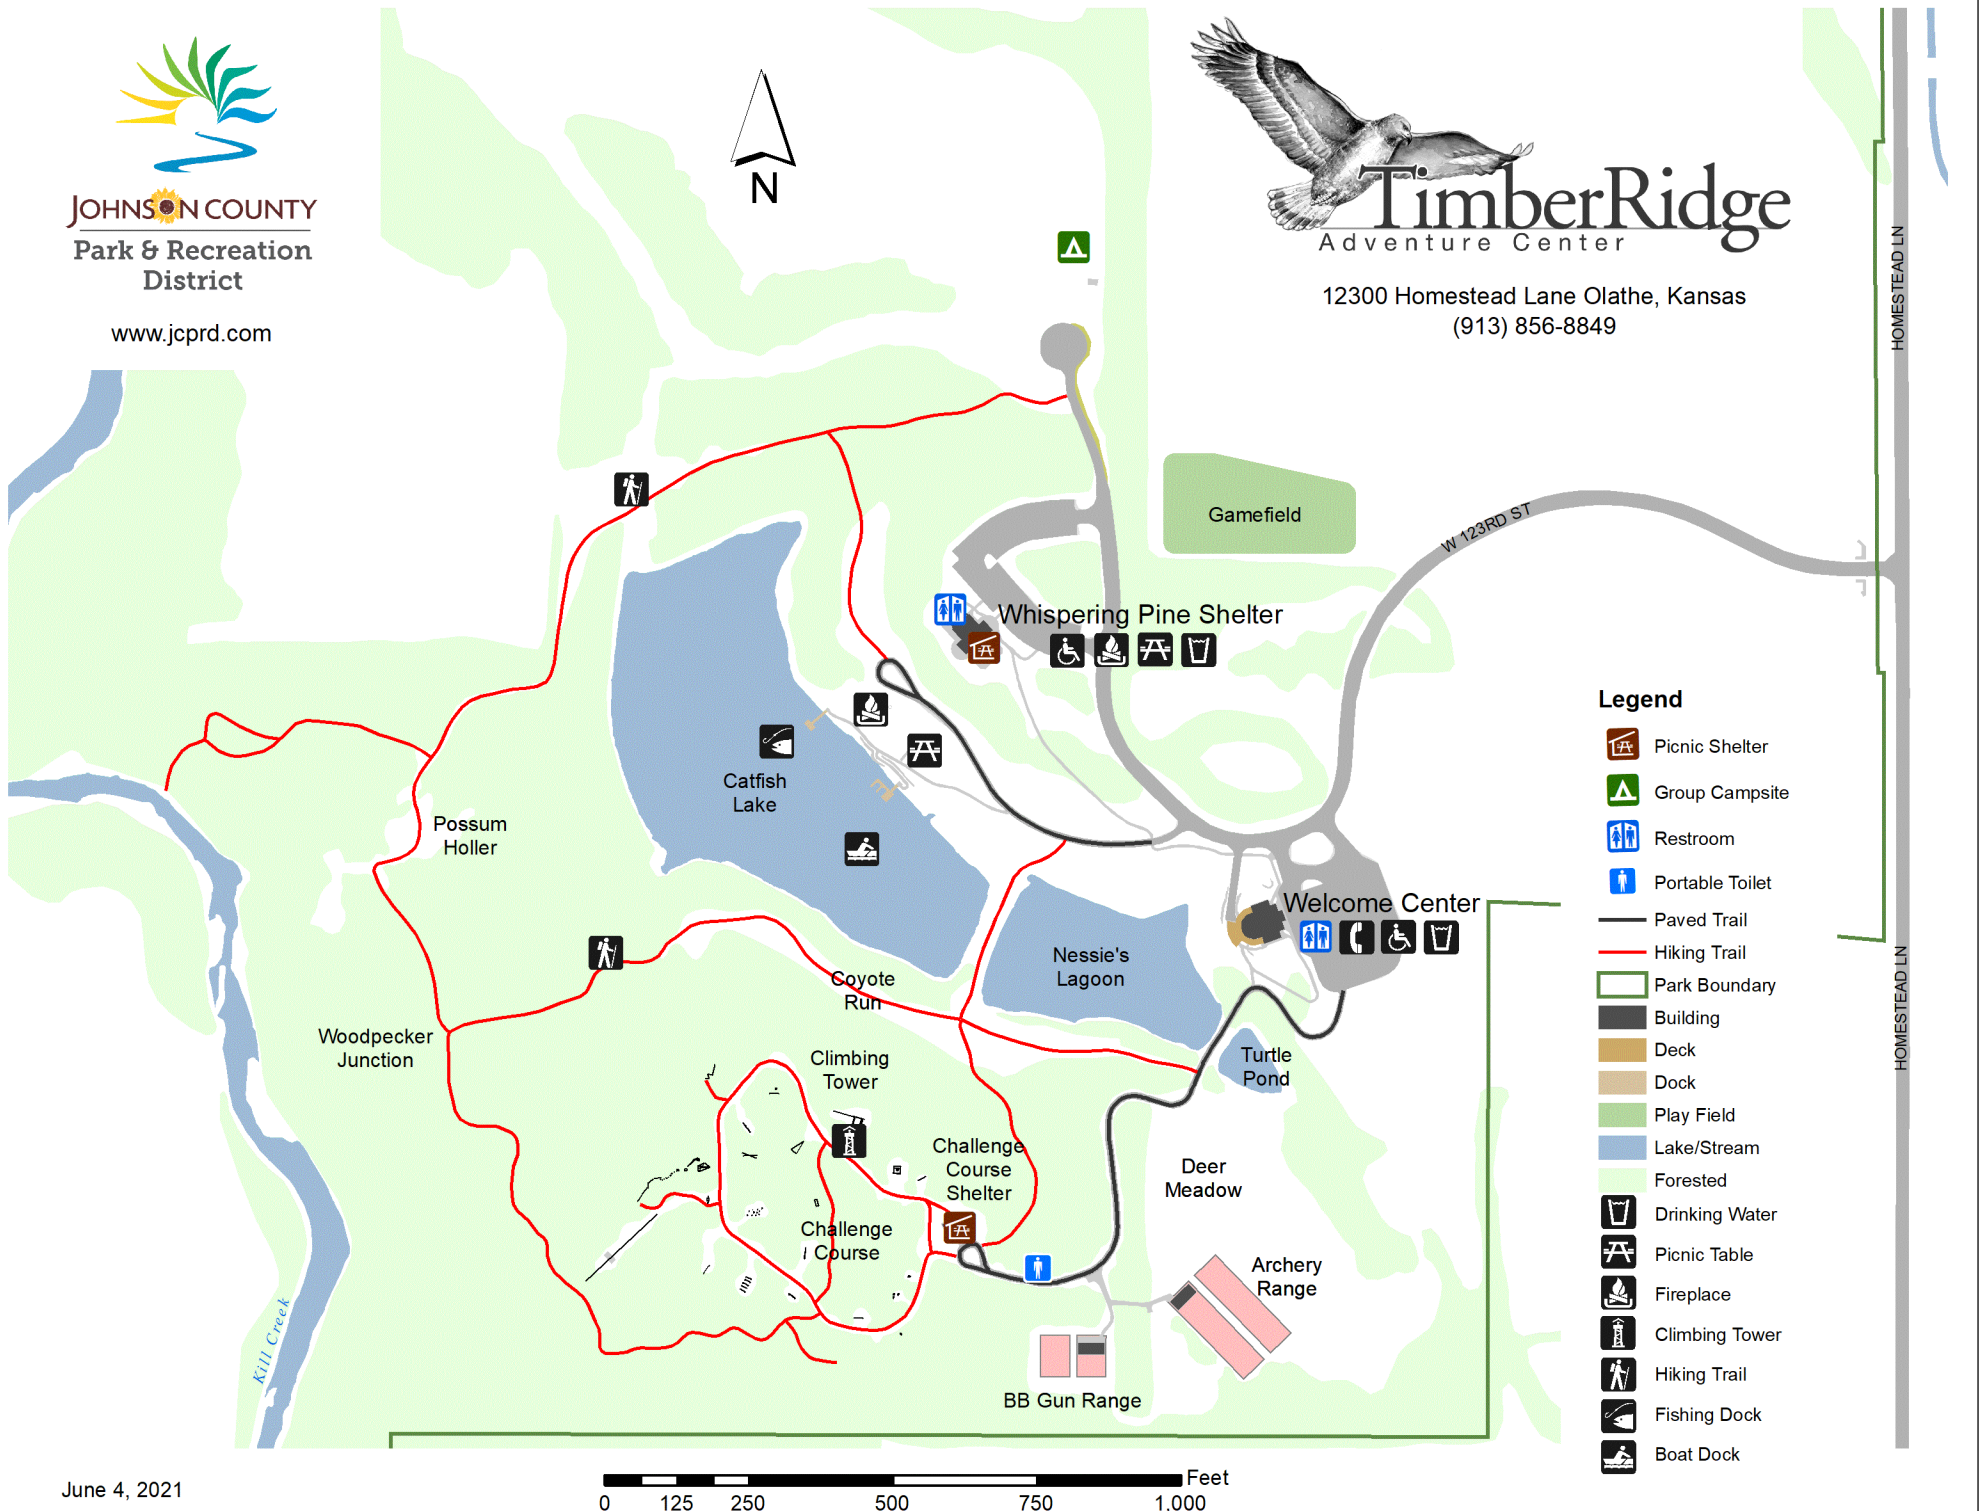 JOHNSON COUNTY
Park & Recreation
District
www.jcprd.com
N
TimberRidge
Adventure Center
12300 Homestead Lane Olathe, Kansas
(913) 856-8849
HOMESTEAD LN
Gamefield
W 123RD ST
Whispering Pine Shelter
Catfish
Lake
Possum
Holler
Welcome Center
Nessie's
Lagoon
Coyote
Run
Woodpecker
Junction
Climbing
Tower
Turtle
Pond
HOMESTEAD LN
Challenge
Course
Shelter
Deer
Meadow
Challenge
Course
Archery
Range
BB Gun Range
Kill Creek
Legend
Picnic Shelter
Group Campsite
Restroom
Portable Toilet
Paved Trail
Hiking Trail
Park Boundary
Building
Deck
Dock
Play Field
Lake/Stream
Forested
Drinking Water
Picnic Table
Fireplace
Climbing Tower
Hiking Trail
Fishing Dock
Boat Dock
June 4, 2021
Feet
0 125 250 500 750 1,000